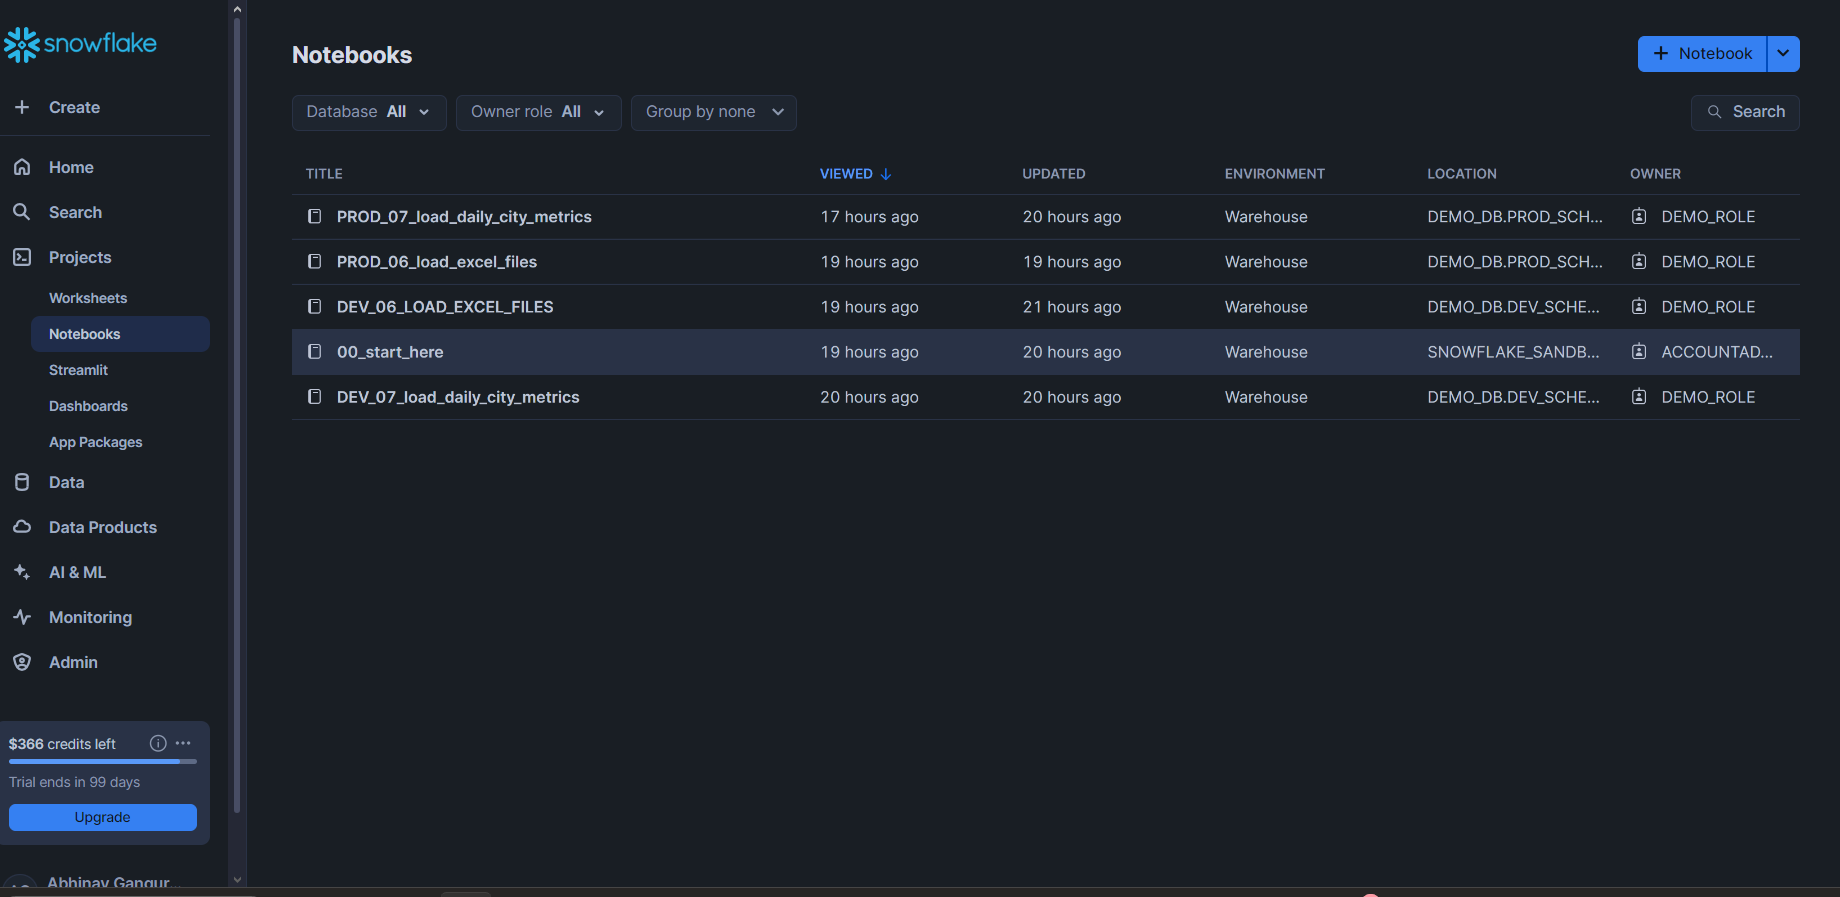 snowflake
Create
Home
Search
Projects
Worksheets
Notebooks
Streamlit
Dashboards
App Packages
Data
Data Products
AI & ML
Monitoring
Admin
$366 credits left
Trial ends in 99 days
Upgrade
Abhinav Gangur...
Notebooks
+ Notebook
Database All
Owner role All
Group by none
Search
TITLE VIEWED ↓ UPDATED ENVIRONMENT LOCATION OWNER
PROD_07_load_daily_city_metrics 17 hours ago 20 hours ago Warehouse DEMO_DB.PROD_SCH... DEMO_ROLE
PROD_06_load_excel_files 19 hours ago 19 hours ago Warehouse DEMO_DB.PROD_SCH... DEMO_ROLE
DEV_06_LOAD_EXCEL_FILES 19 hours ago 21 hours ago Warehouse DEMO_DB.DEV_SCHE... DEMO_ROLE
00_start_here 19 hours ago 20 hours ago Warehouse SNOWFLAKE_SANDB... ACCOUNTAD...
DEV_07_load_daily_city_metrics 20 hours ago 20 hours ago Warehouse DEMO_DB.DEV_SCHE... DEMO_ROLE